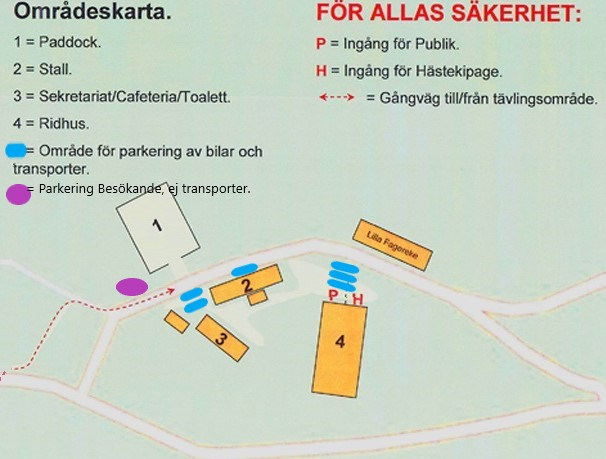 Områdeskarta.
1 = Paddock.
2 = Stall.
3 = Sekretariat/Cafeteria/Toalett.
4 = Ridhus.
= Område för parkering av bilar och
transporter.
= Parkering Besökande, ej transporter.
FÖR ALLAS SÄKERHET:
P = Ingång för Publik.
H = Ingång för Hästekipage.
= Gångväg till/från tävlingsområde.
1
Lilla Fagereke
2
P H
3
4